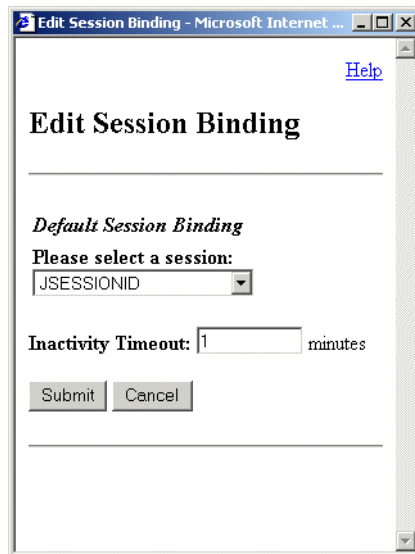 Edit Session Binding - Microsoft Internet ...
Help
Edit Session Binding
Default Session Binding
Please select a session:
JSESSIONID
Inactivity Timeout: 1 minutes
Submit Cancel